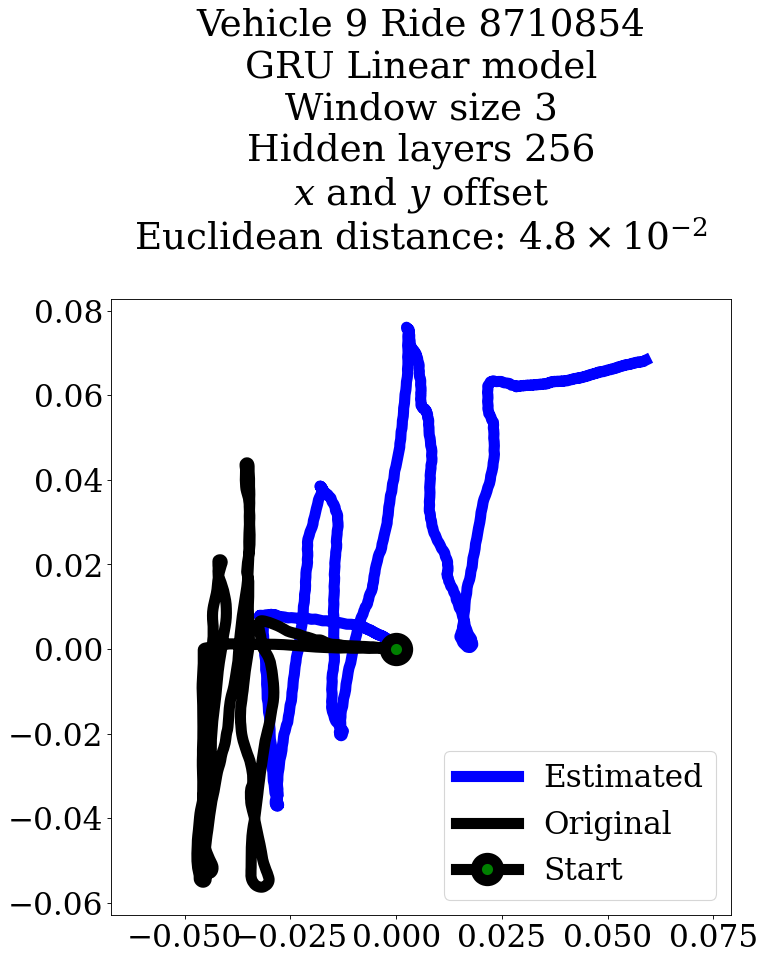 Vehicle 9 Ride 8710854
GRU Linear model
Window size 3
Hidden layers 256
x and y offset
Euclidean distance: 4.8 × 10⁻²
0.08
0.06
0.04
0.02
0.00
−0.02
−0.04
−0.06
Estimated
Original
Start
−0.050 −0.025 0.000 0.025 0.050 0.075